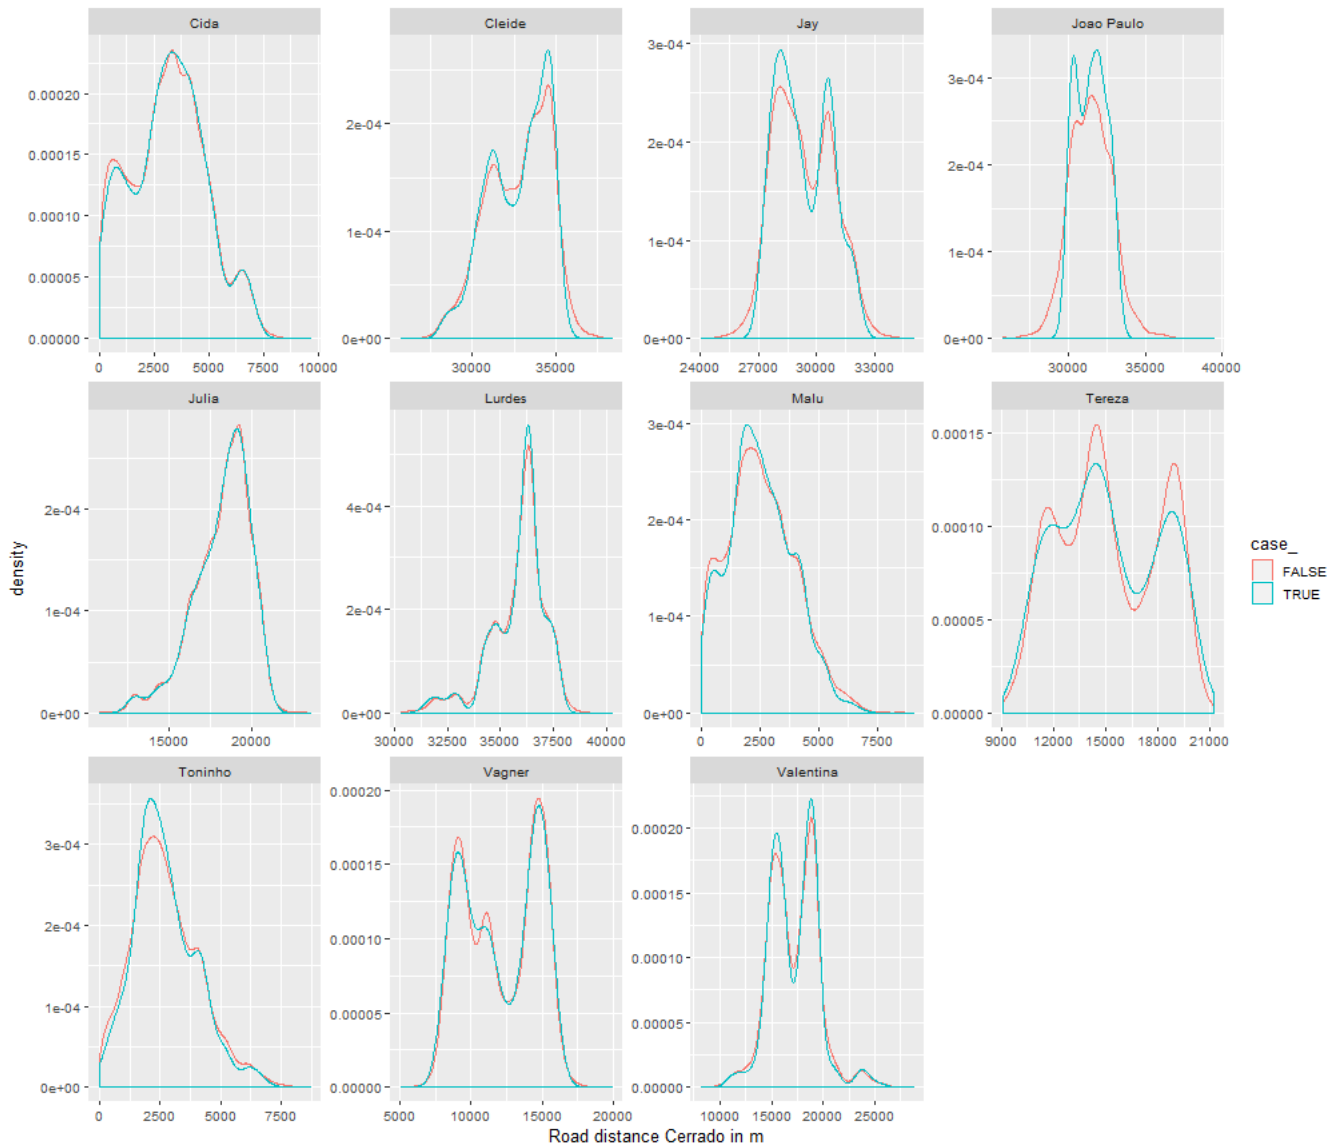 Cida Cleide Jay Joao Paulo
0.00020 0.00015 0.00010 0.00005 0.00000
2e-04 1e-04 0e+00
3e-04 2e-04 1e-04 0e+00
3e-04 2e-04 1e-04 0e+00
0 2500 5000 7500 10000
30000 35000
24000 27000 30000 33000
30000 35000 40000
Julia Lurdes Malu Tereza
2e-04 1e-04 0e+00
4e-04 2e-04 0e+00
3e-04 2e-04 1e-04 0e+00
0.00015 0.00010 0.00005 0.00000
15000 20000
30000 32500 35000 37500 40000
0 2500 5000 7500
9000 12000 15000 18000 21000
Toninho Vagner Valentina
3e-04 2e-04 1e-04 0e+00
0.00020 0.00015 0.00010 0.00005 0.00000
0.00020 0.00015 0.00010 0.00005 0.00000
0 2500 5000 7500
5000 10000 15000 20000
10000 15000 20000 25000
density
Road distance Cerrado in m
case_
FALSE
TRUE